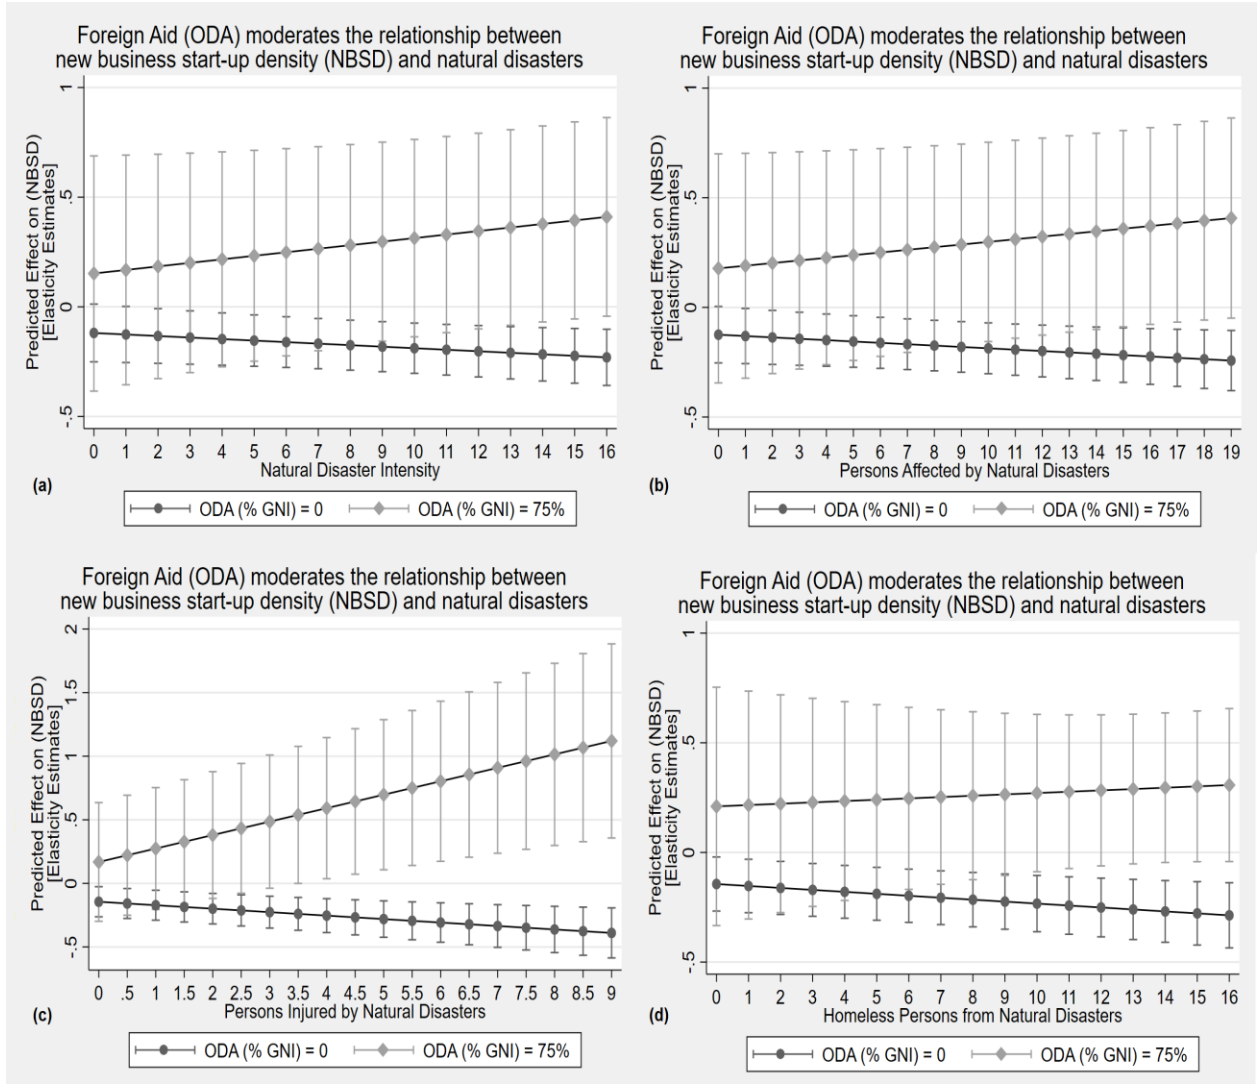 Foreign Aid (ODA) moderates the relationship between
new business start-up density (NBSD) and natural disasters
Predicted Effect on (NBSD)
[Elasticity Estimates]
1
.5
0
-.5
0 1 2 3 4 5 6 7 8 9 10 11 12 13 14 15 16
Natural Disaster Intensity
(a)
ODA (% GNI) = 0 ODA (% GNI) = 75%
Foreign Aid (ODA) moderates the relationship between
new business start-up density (NBSD) and natural disasters
Predicted Effect on (NBSD)
[Elasticity Estimates]
1
.5
0
-.5
0 1 2 3 4 5 6 7 8 9 10 11 12 13 14 15 16 17 18 19
Persons Affected by Natural Disasters
(b)
ODA (% GNI) = 0 ODA (% GNI) = 75%
Foreign Aid (ODA) moderates the relationship between
new business start-up density (NBSD) and natural disasters
Predicted Effect on (NBSD)
[Elasticity Estimates]
2
1.5
1
.5
0
-.5
0 .5 1 1.5 2 2.5 3 3.5 4 4.5 5 5.5 6 6.5 7 7.5 8 8.5 9
Persons Injured by Natural Disasters
(c)
ODA (% GNI) = 0 ODA (% GNI) = 75%
Foreign Aid (ODA) moderates the relationship between
new business start-up density (NBSD) and natural disasters
Predicted Effect on (NBSD)
[Elasticity Estimates]
1
.5
0
-.5
0 1 2 3 4 5 6 7 8 9 10 11 12 13 14 15 16
Homeless Persons from Natural Disasters
(d)
ODA (% GNI) = 0 ODA (% GNI) = 75%